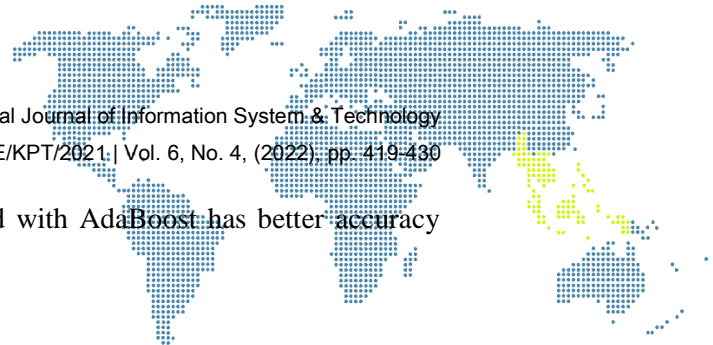 al Journal of Information System & Technology
E/KPT/2021 | Vol. 6, No. 4, (2022), pp. 419-430
d with AdaBoost has better accuracy